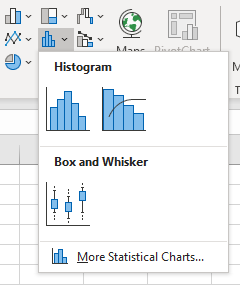 Maps
PivotChart
Histogram
Box and Whisker
More Statistical Charts...